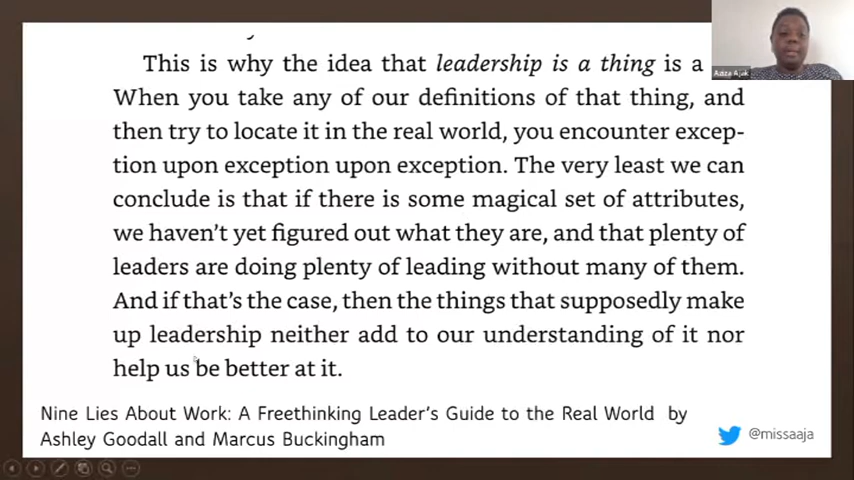 This is why the idea that leadership is a thing is a
When you take any of our definitions of that thing, and
then try to locate it in the real world, you encounter excep-
tion upon exception upon exception. The very least we can
conclude is that if there is some magical set of attributes,
we haven't yet figured out what they are, and that plenty of
leaders are doing plenty of leading without many of them.
And if that's the case, then the things that supposedly make
up leadership neither add to our understanding of it nor
help us be better at it.
Nine Lies About Work: A Freethinking Leader's Guide to the Real World by
Ashley Goodall and Marcus Buckingham
@missaaja